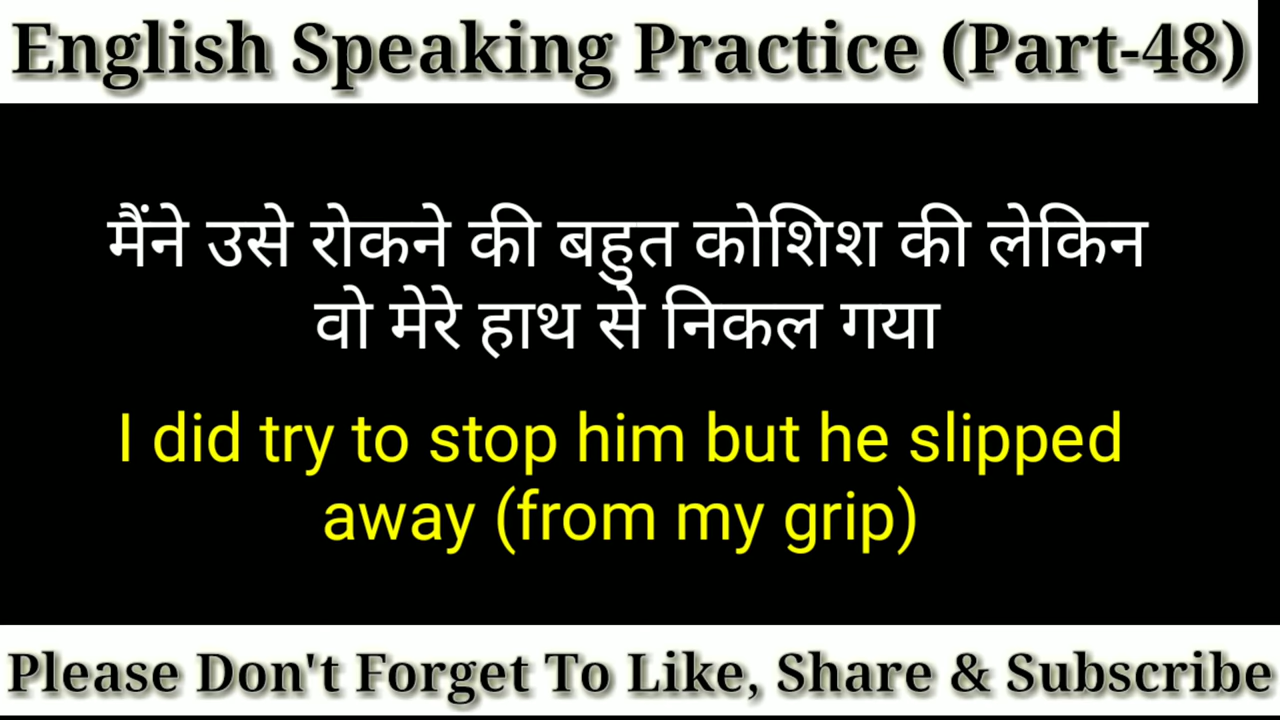 English Speaking Practice (Part-48)
मैंने उसे रोकने की बहुत कोशिश की लेकिन
वो मेरे हाथ से निकल गया
I did try to stop him but he slipped
away (from my grip)
Please Don't Forget To Like, Share & Subscribe